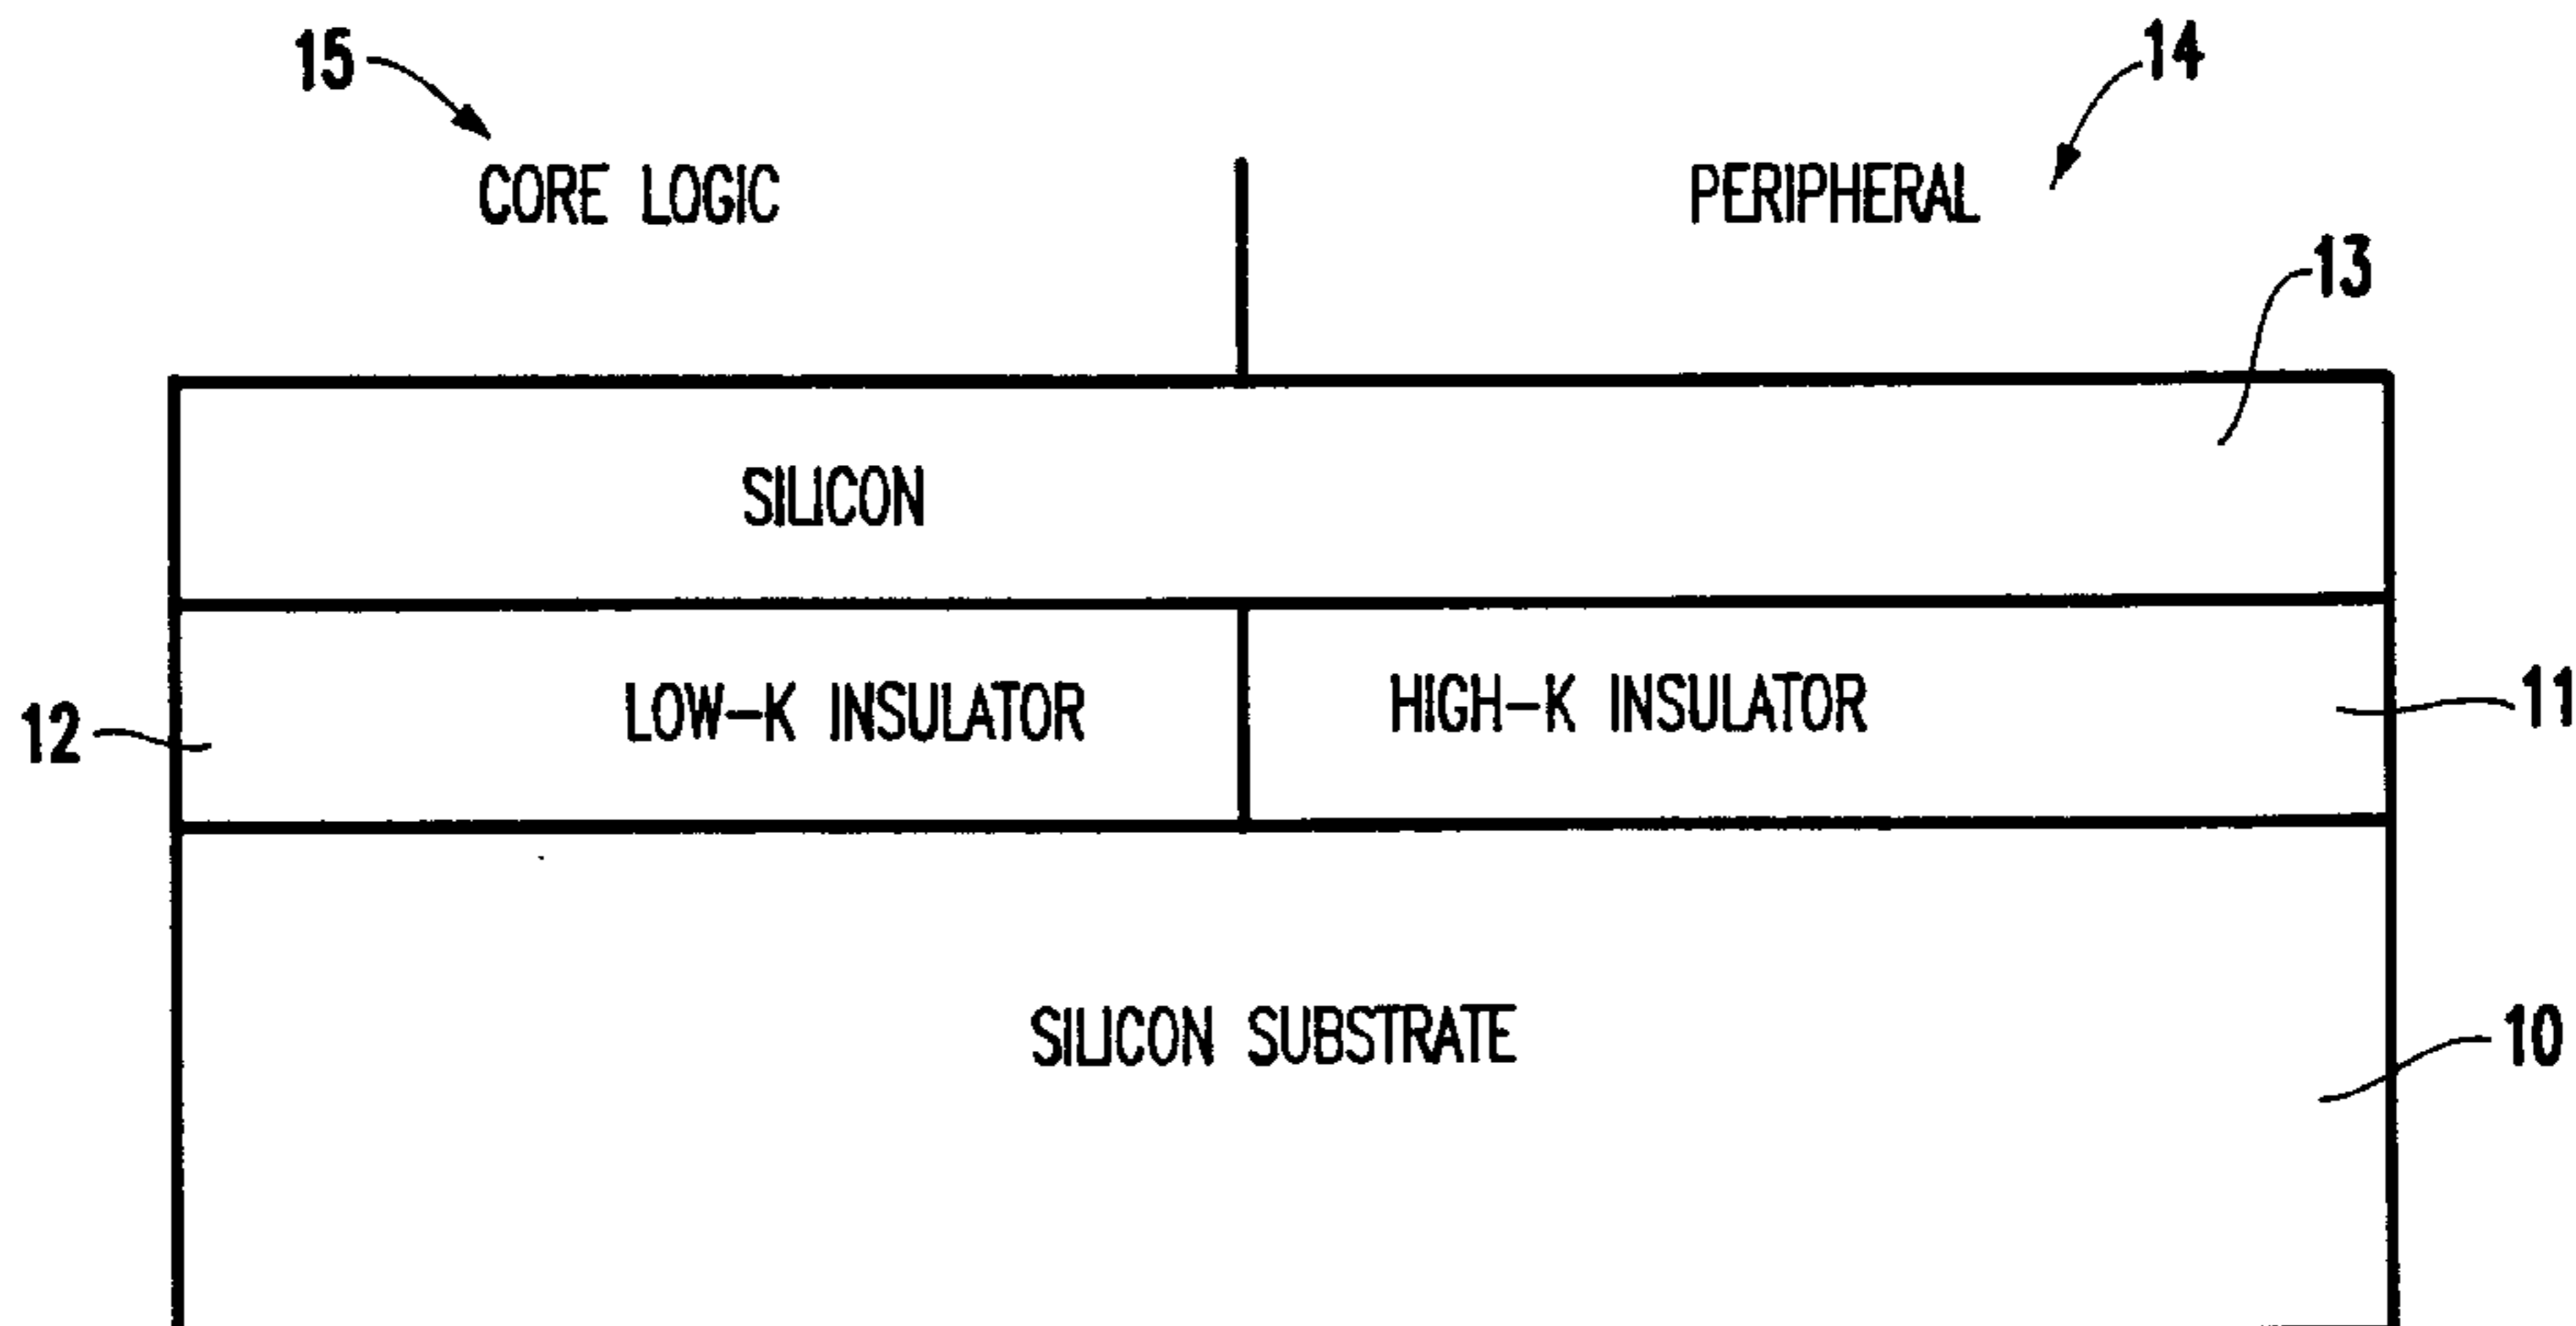 15
14
CORE LOGIC
PERIPHERAL
13
SILICON
LOW-K INSULATOR
HIGH-K INSULATOR
11
12
SILICON SUBSTRATE
10